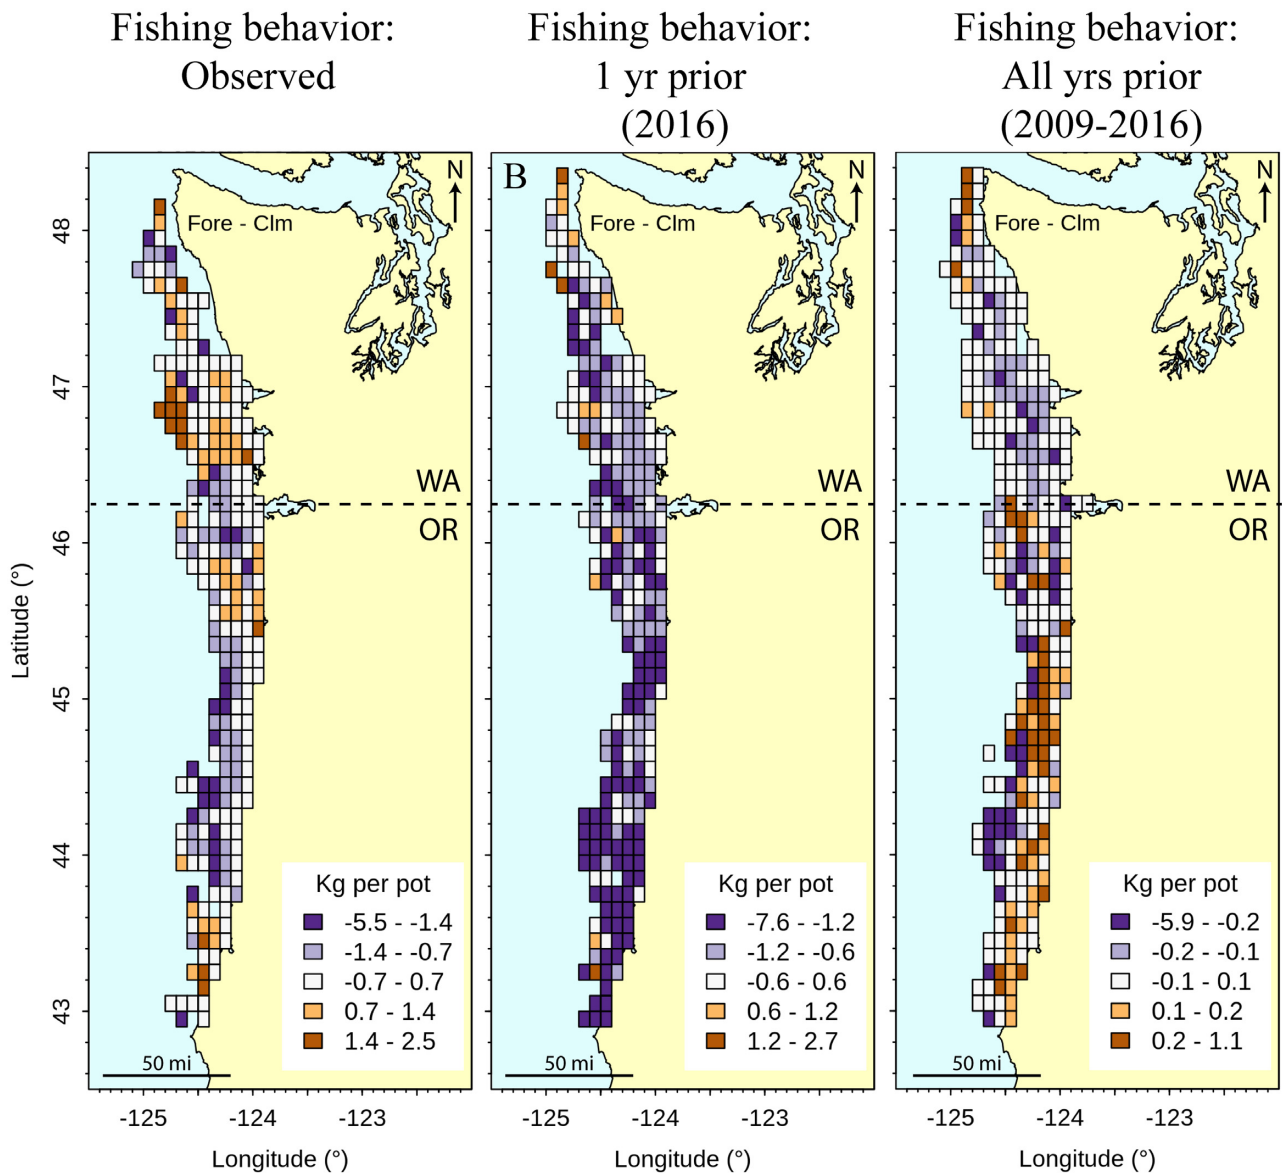 Fishing behavior:
Observed
Fishing behavior:
1 yr prior
(2016)
Fishing behavior:
All yrs prior
(2009-2016)
N
Fore - Clm
WA
OR
Kg per pot
-5.5 - -1.4
-1.4 - -0.7
-0.7 - 0.7
0.7 - 1.4
1.4 - 2.5
50 mi
B
N
Fore - Clm
WA
OR
Kg per pot
-7.6 - -1.2
-1.2 - -0.6
-0.6 - 0.6
0.6 - 1.2
1.2 - 2.7
50 mi
N
Fore - Clm
WA
OR
Kg per pot
-5.9 - -0.2
-0.2 - -0.1
-0.1 - 0.1
0.1 - 0.2
0.2 - 1.1
50 mi
Latitude (°)
48
47
46
45
44
43
-125 -124 -123
-125 -124 -123
-125 -124 -123
Longitude (°)
Longitude (°)
Longitude (°)